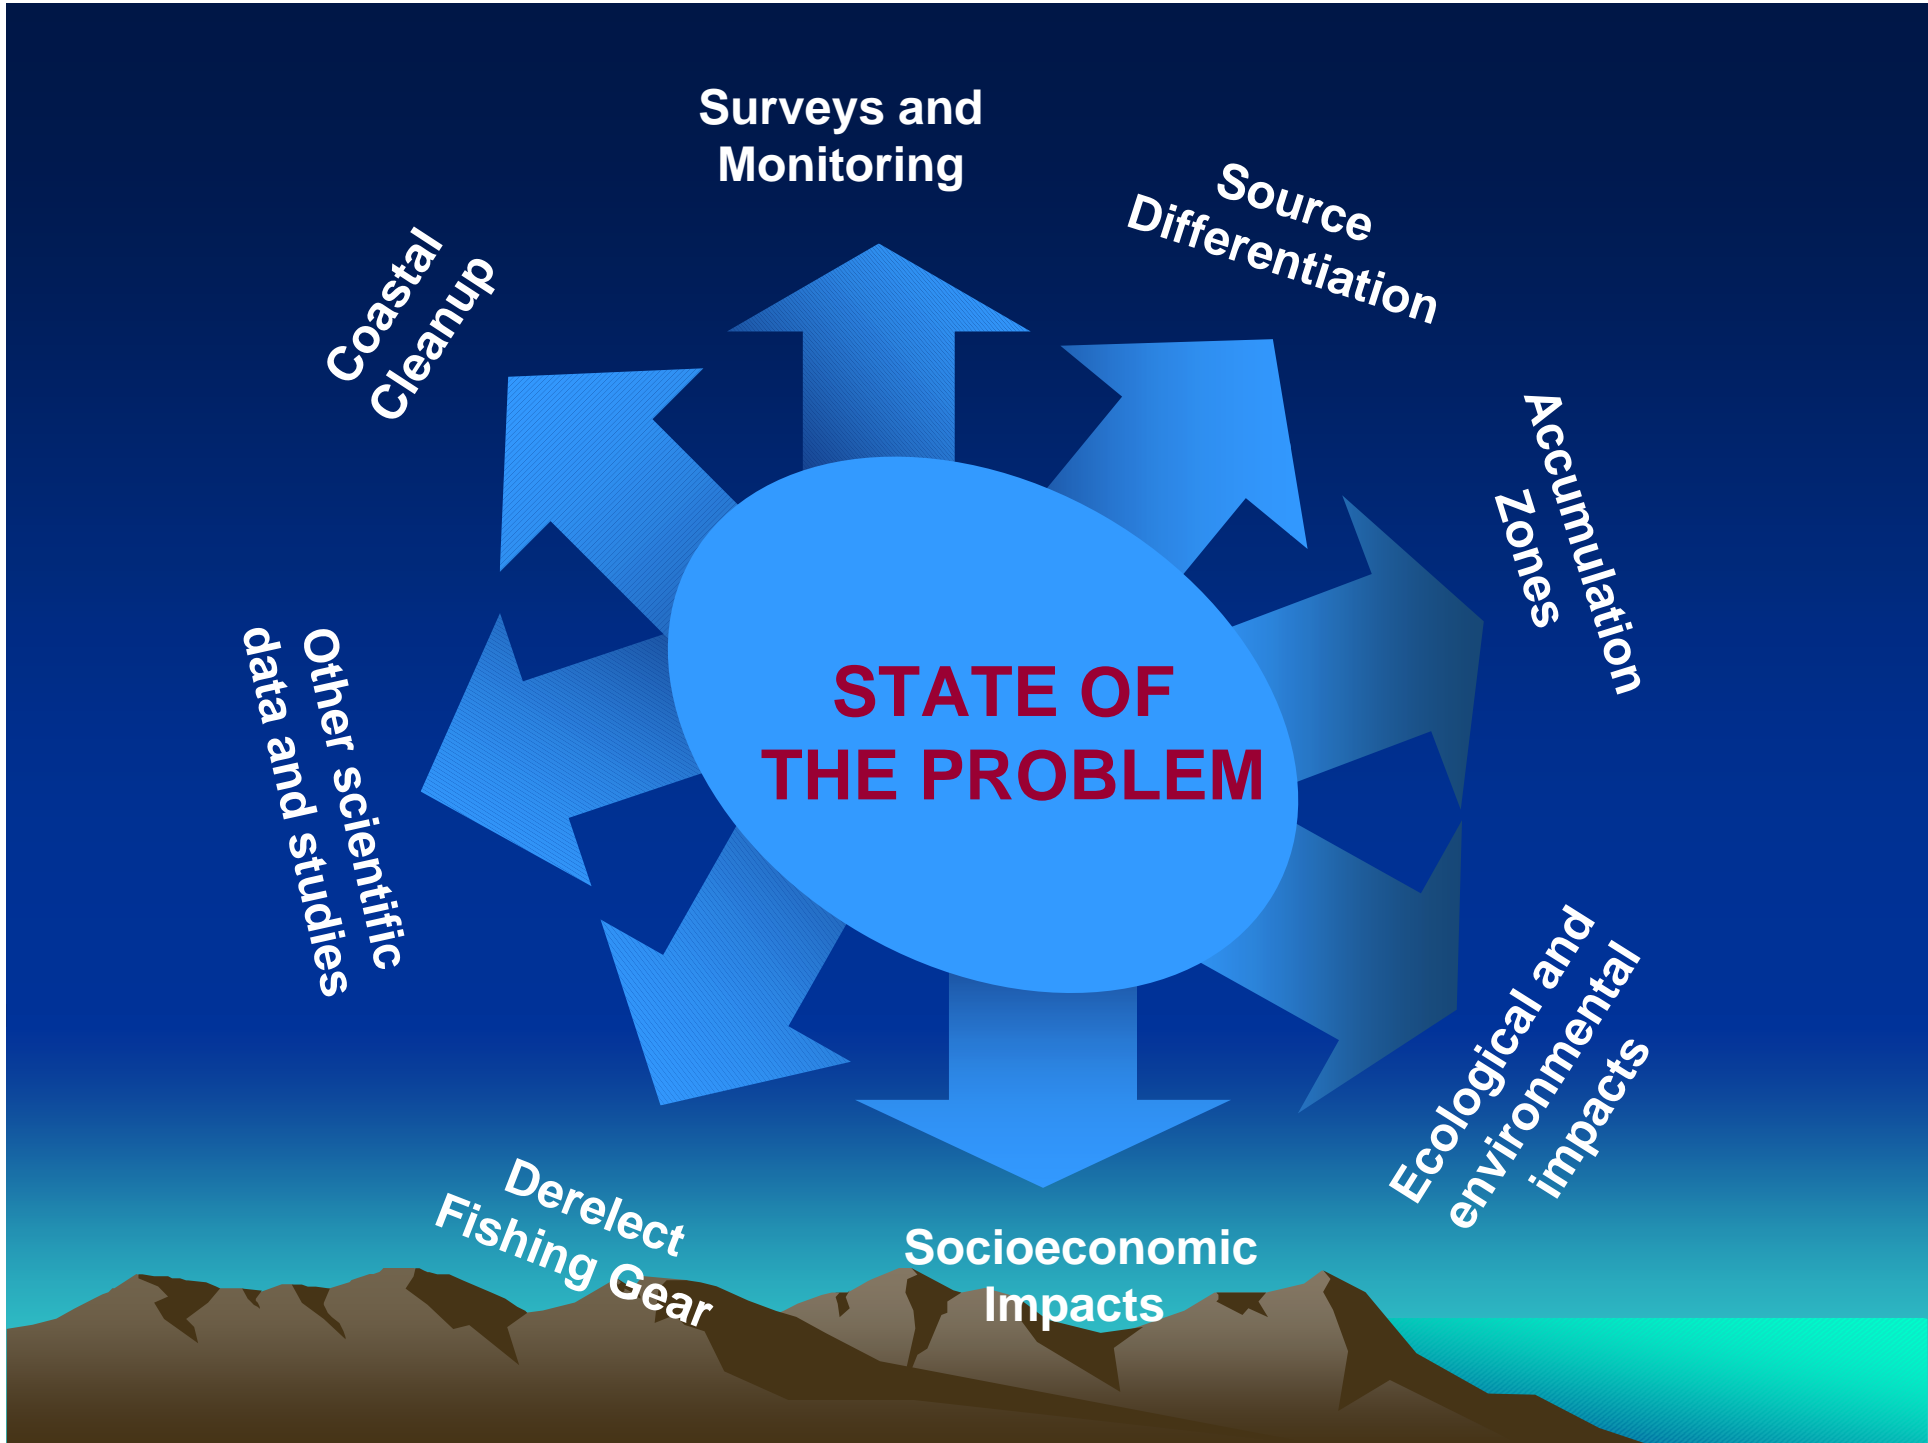 Surveys and
Monitoring
Source
Differentiation
Accumulation
Zones
Ecological and
environmental
impacts
Socioeconomic
Impacts
Derelect
Fishing Gear
Other scientific
data and studies
Coastal
Cleanup
STATE OF
THE PROBLEM